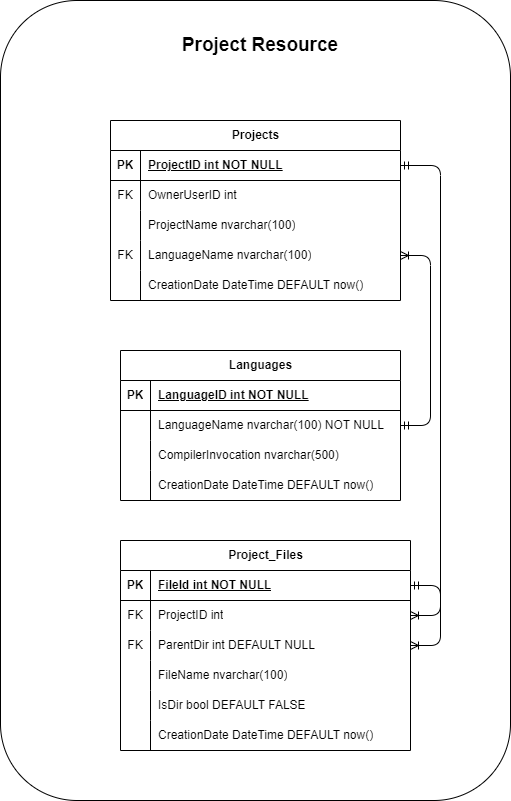 Project Resource
Projects
PK ProjectID int NOT NULL
FK OwnerUserID int
ProjectName nvarchar(100)
FK LanguageName nvarchar(100)
CreationDate DateTime DEFAULT now()
Languages
PK LanguageID int NOT NULL
LanguageName nvarchar(100) NOT NULL
CompilerInvocation nvarchar(500)
CreationDate DateTime DEFAULT now()
Project_Files
PK FileId int NOT NULL
FK ProjectID int
FK ParentDir int DEFAULT NULL
FileName nvarchar(100)
IsDir bool DEFAULT FALSE
CreationDate DateTime DEFAULT now()